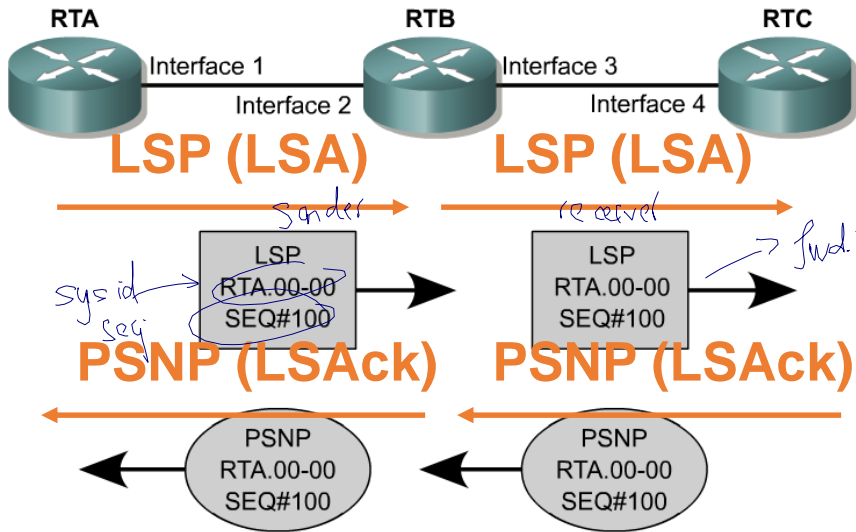 RTA RTB RTC
Interface 1 Interface 3
Interface 2 Interface 4
LSP (LSA) LSP (LSA)
sender receiver
LSP LSP
RTA.00-00 RTA.00-00
SEQ#100 SEQ#100
fwd.
sys id
seq
PSNP (LSAck) PSNP (LSAck)
PSNP PSNP
RTA.00-00 RTA.00-00
SEQ#100 SEQ#100